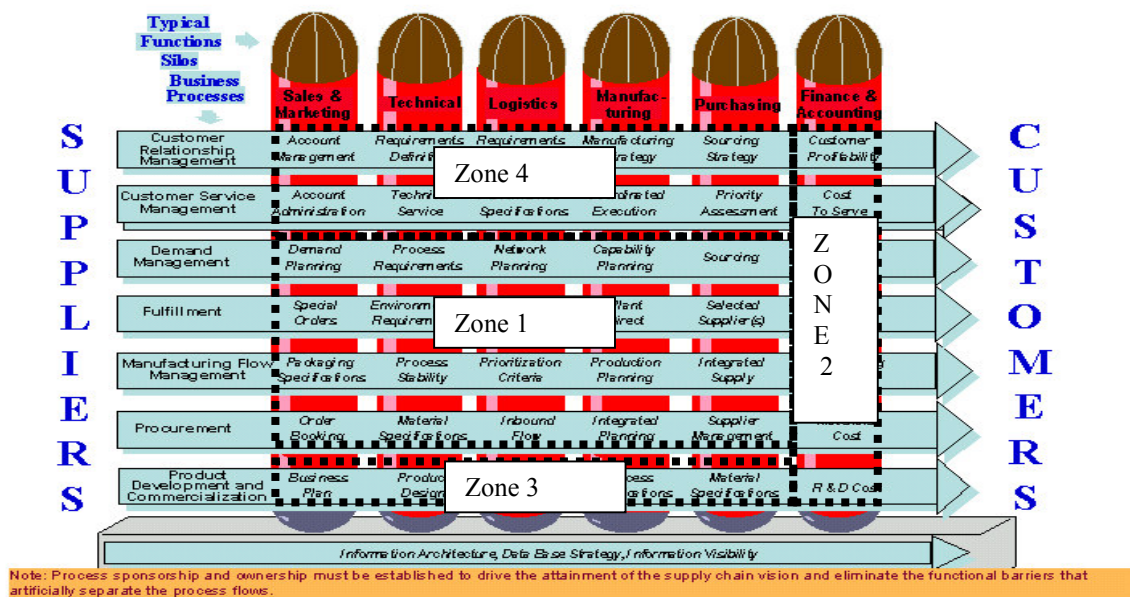 Typical
Functions
Silos
Business
Processes
Sales &
Marketing
Technical
Logistics
Manufac-
turing
Purchasing
Finance &
Accounting
SUPPLIERS
CUSTOMERS
Customer
Relationship
Management
Account
Management
Requirements
Requirements
Manufacturing
Sourcing
Strategy
Customer
Profitability
Zone 4
Customer Service
Management
Account
Administration
Service
Specifications
Execution
Priority
Assessment
Cost
To Serve
ZONE 2
Demand
Management
Demand
Planning
Process
Requirements
Network
Planning
Capability
Planning
Sourcing
Fulfillment
Special
Orders
Selected
Supplier(s)
Zone 1
Manufacturing Flow
Management
Packaging
Specifications
Process
Stability
Prioritization
Criteria
Production
Planning
Integrated
Supply
Procurement
Order
Booking
Material
Specifications
Inbound
Flow
Integrated
Planning
Supplier
Management
Cost
Product
Development and
Commercialization
Business
Plan
Zone 3
Material
Specifications
R & D Cost
Information Architecture, Data Base Strategy, Information Visibility
Note: Process sponsorship and ownership must be established to drive the attainment of the supply chain vision and eliminate the functional barriers that
artificially separate the process flows.